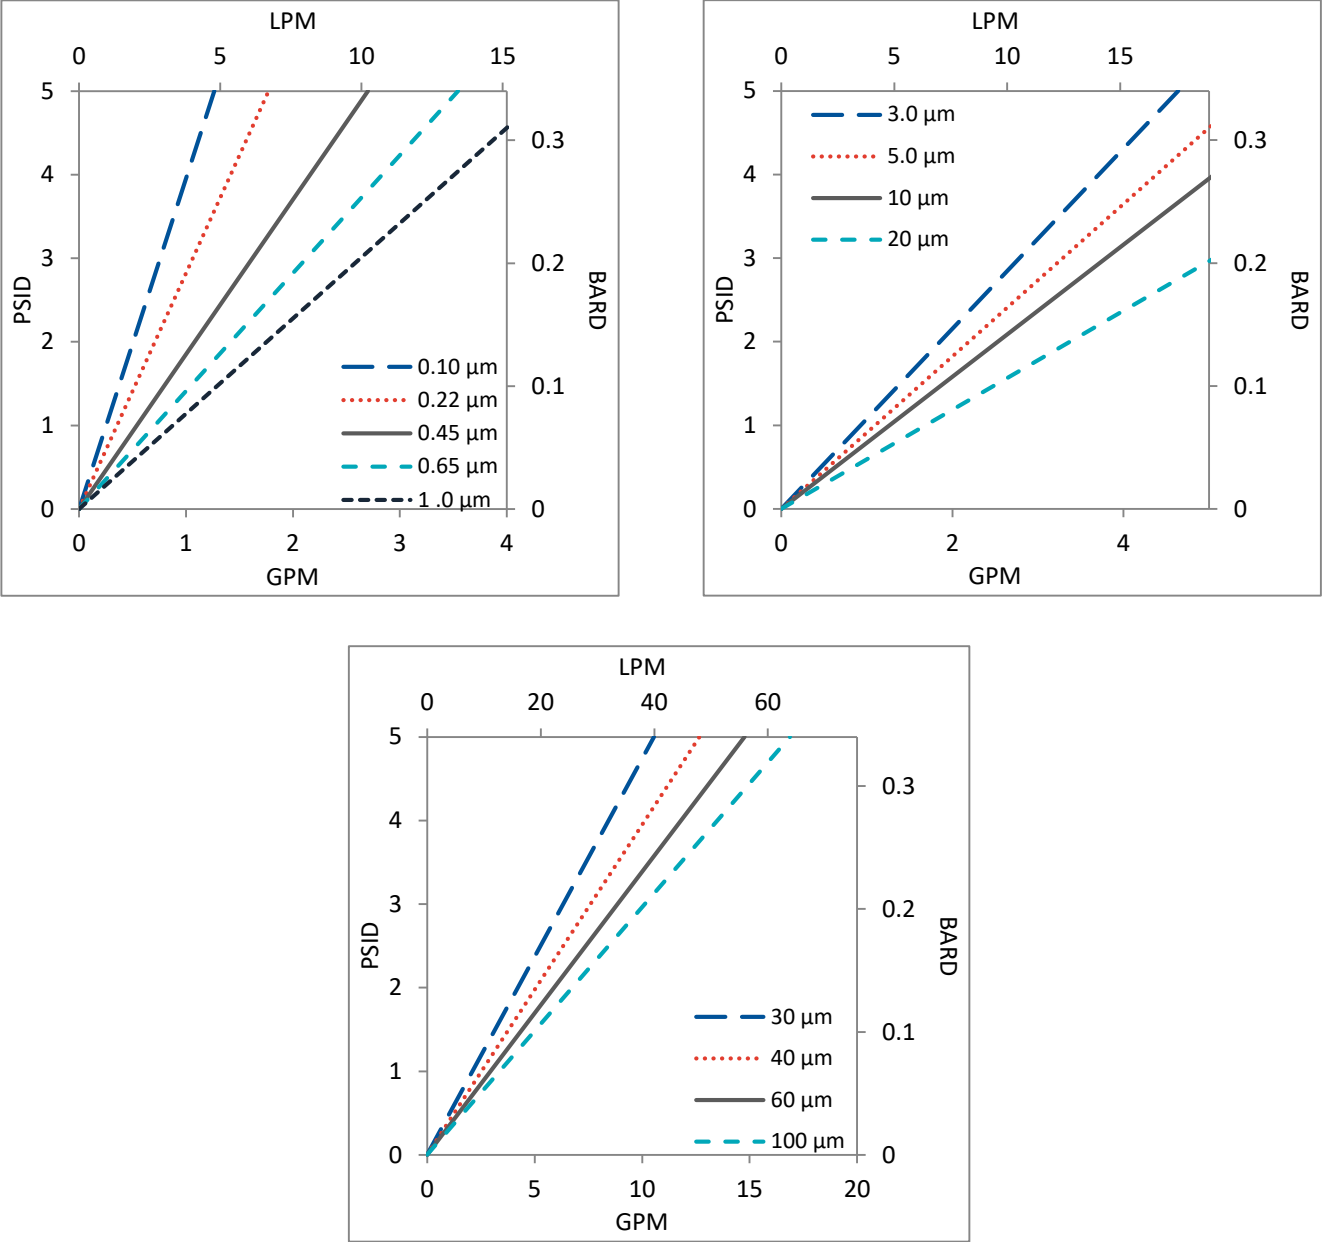 LPM
0 5 10 15
5
4
3
2
1
0
PSID
0.3
0.2
0.1
0
BARD
0.10 µm
0.22 µm
0.45 µm
0.65 µm
1 .0 µm
0 1 2 3 4
GPM
LPM
0 5 10 15
5
4
3
2
1
0
PSID
3.0 µm
5.0 µm
10 µm
20 µm
0.3
0.2
0.1
0
BARD
0 2 4
GPM
LPM
0 20 40 60
5
4
3
2
1
0
PSID
0.3
0.2
0.1
0
BARD
30 µm
40 µm
60 µm
100 µm
0 5 10 15 20
GPM